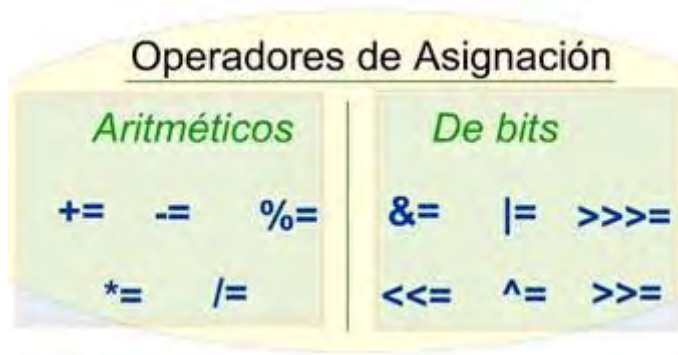 Operadores de Asignación
Aritméticos
+= -= %=
*= /=
De bits
&= |= >>>=
<<= ^= >>=